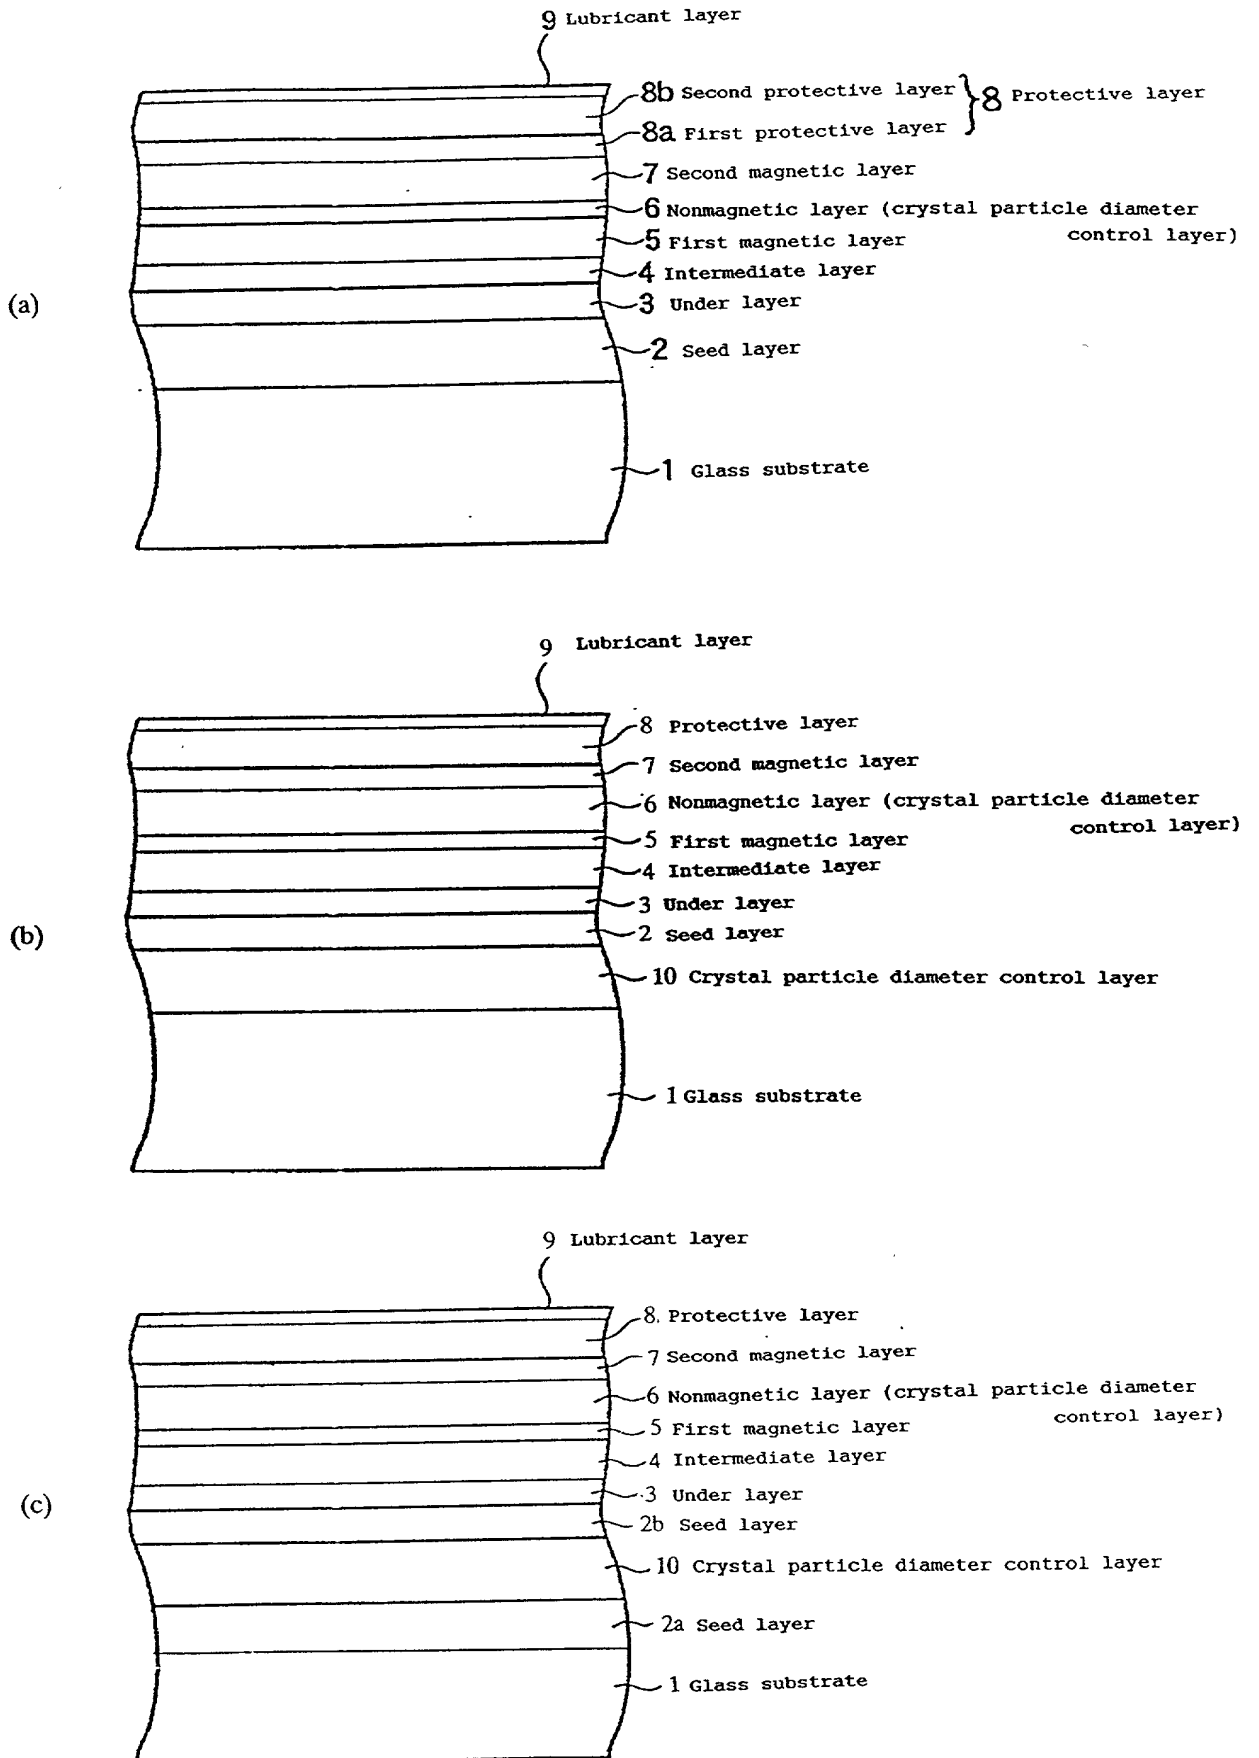 9 Lubricant layer
8b Second protective layer } 8 Protective layer
8a First protective layer
7 Second magnetic layer
6 Nonmagnetic layer (crystal particle diameter
control layer)
5 First magnetic layer
4 Intermediate layer
(a)
3 Under layer
2 Seed layer
1 Glass substrate
9 Lubricant layer
8 Protective layer
7 Second magnetic layer
6 Nonmagnetic layer (crystal particle diameter
control layer)
5 First magnetic layer
4 Intermediate layer
3 Under layer
(b)
2 Seed layer
10 Crystal particle diameter control layer
1 Glass substrate
9 Lubricant layer
8. Protective layer
7 Second magnetic layer
6 Nonmagnetic layer (crystal particle diameter
control layer)
5 First magnetic layer
4 Intermediate layer
3 Under layer
(c)
2b Seed layer
10 Crystal particle diameter control layer
2a Seed layer
1 Glass substrate